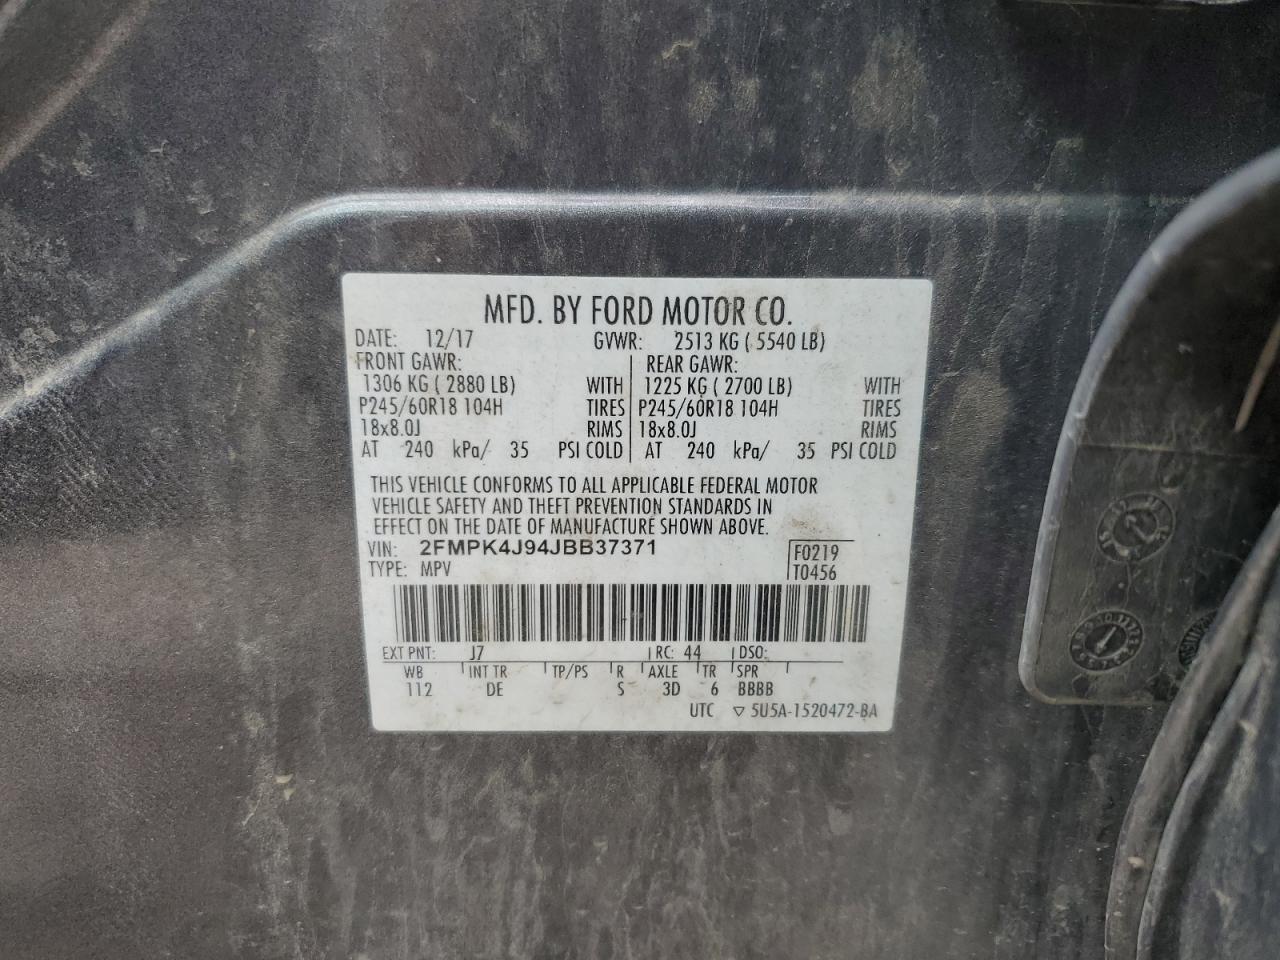 MFD. BY FORD MOTOR CO.
DATE: 12/17 GVWR: 2513 KG ( 5540 LB)
FRONT GAWR: REAR GAWR:
1306 KG ( 2880 LB) WITH 1225 KG ( 2700 LB) WITH
P245/60R18 104H TIRES P245/60R18 104H TIRES
18x8.0J RIMS 18x8.0J RIMS
AT 240 kPa/ 35 PSI COLD AT 240 kPa/ 35 PSI COLD
THIS VEHICLE CONFORMS TO ALL APPLICABLE FEDERAL MOTOR
VEHICLE SAFETY AND THEFT PREVENTION STANDARDS IN
EFFECT ON THE DATE OF MANUFACTURE SHOWN ABOVE.
VIN: 2FMPK4J94JBB37371 F0219
TYPE: MPV T0456
EXT PNT: J7 RC: 44 DSO:
WB INT TR TP/PS R AXLE TR SPR
112 DE S 3D 6 BBBB
UTC ▽ 5U5A-1520472-BA